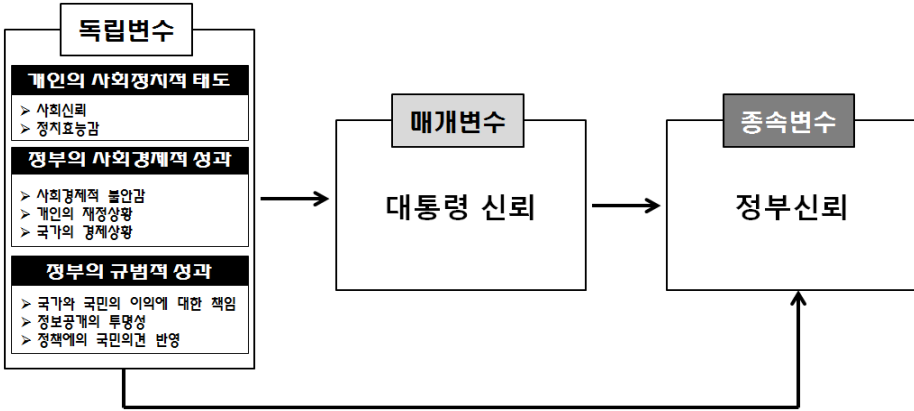 독립변수
개인의 사회정치적 태도
➢ 사회신뢰
➢ 정치효능감
정부의 사회경제적 성과
➢ 사회경제적 불안감
➢ 개인의 재정상황
➢ 국가의 경제상황
정부의 규범적 성과
➢ 국가와 국민의 이익에 대한 책임
➢ 정보공개의 투명성
➢ 정책에의 국민의견 반영
매개변수
대통령 신뢰
종속변수
정부신뢰